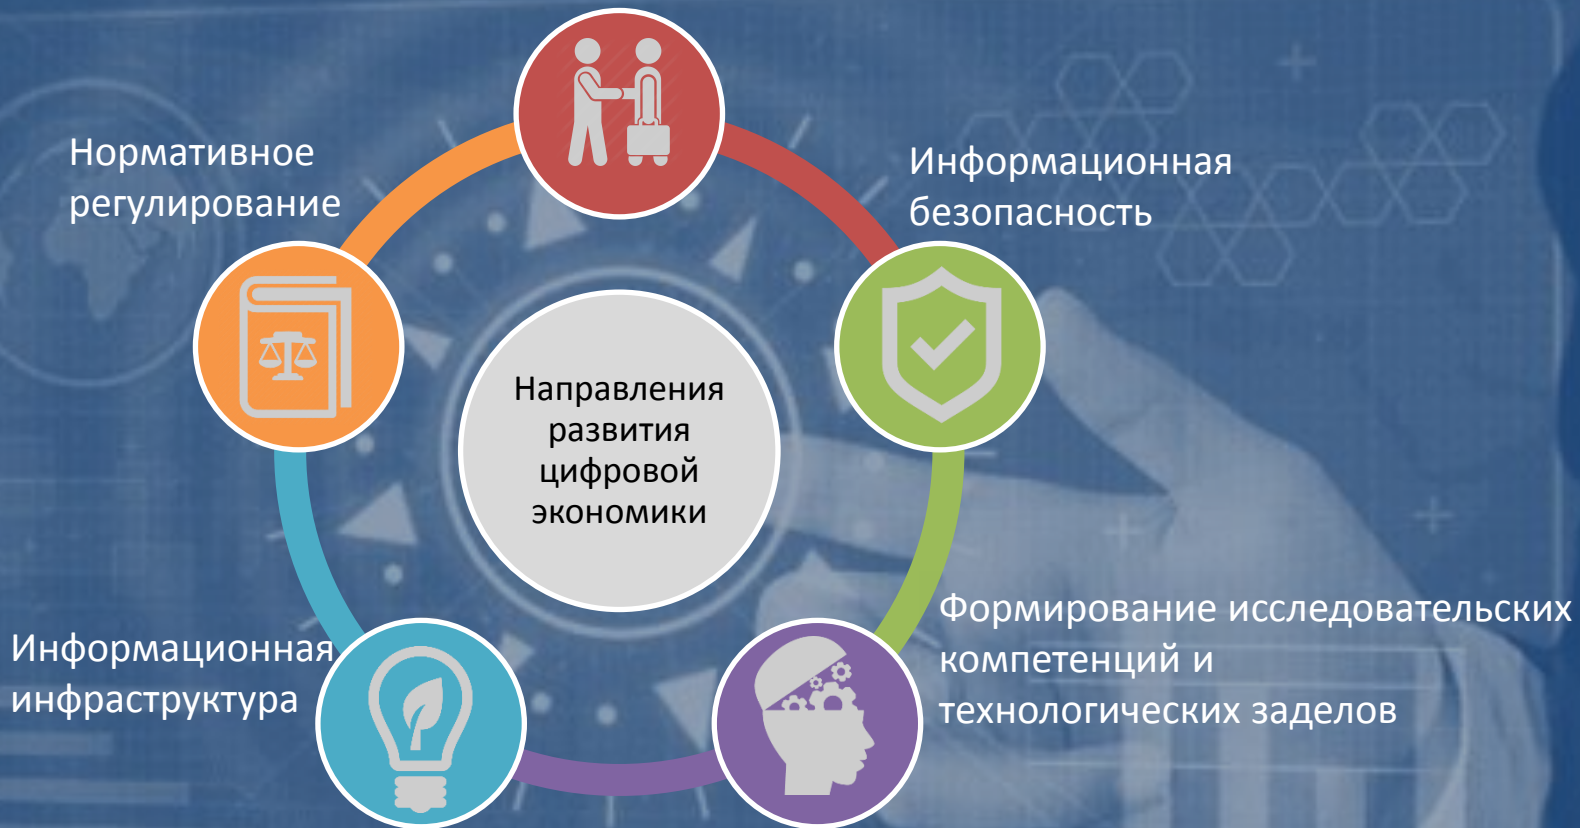 Нормативное
регулирование
Информационная
безопасность
Направления
развития
цифровой
экономики
Информационная
инфраструктура
Формирование исследовательских
компетенций и
технологических заделов